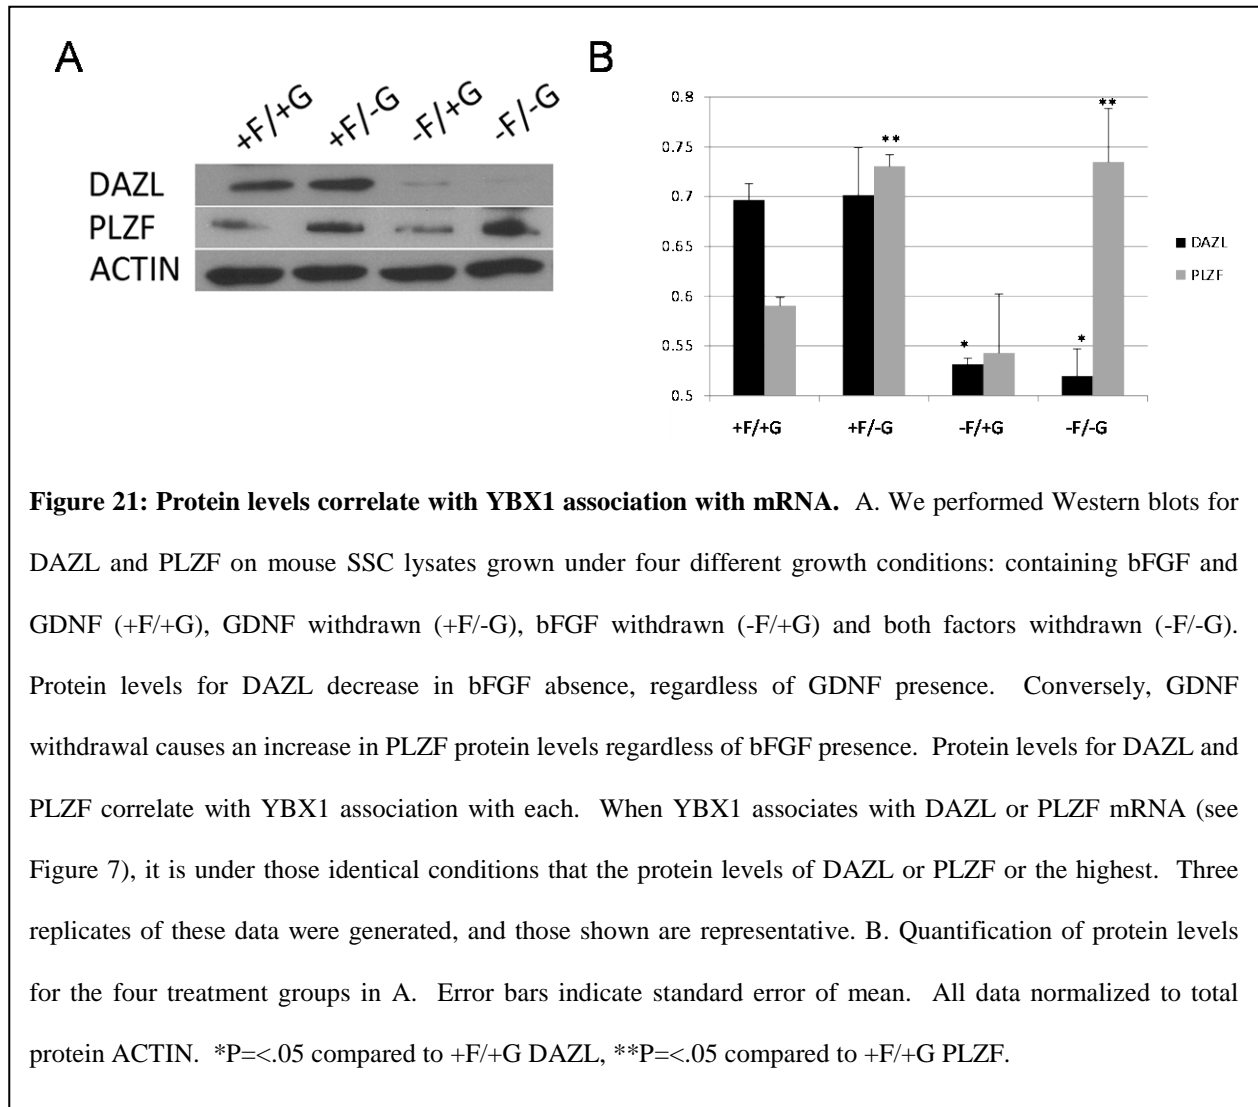 A
B
+F/+G +F/-G -F/+G -F/-G
DAZL
PLZF
ACTIN
0.8
0.75
0.7
0.65
0.6
0.55
0.5
** ** * *
DAZL
PLZF
+F/+G +F/-G -F/+G -F/-G
Figure 21: Protein levels correlate with YBX1 association with mRNA. A. We performed Western blots for
DAZL and PLZF on mouse SSC lysates grown under four different growth conditions: containing bFGF and
GDNF (+F/+G), GDNF withdrawn (+F/-G), bFGF withdrawn (-F/+G) and both factors withdrawn (-F/-G).
Protein levels for DAZL decrease in bFGF absence, regardless of GDNF presence. Conversely, GDNF
withdrawal causes an increase in PLZF protein levels regardless of bFGF presence. Protein levels for DAZL and
PLZF correlate with YBX1 association with each. When YBX1 associates with DAZL or PLZF mRNA (see
Figure 7), it is under those identical conditions that the protein levels of DAZL or PLZF or the highest. Three
replicates of these data were generated, and those shown are representative. B. Quantification of protein levels
for the four treatment groups in A. Error bars indicate standard error of mean. All data normalized to total
protein ACTIN. *P=<.05 compared to +F/+G DAZL, **P=<.05 compared to +F/+G PLZF.